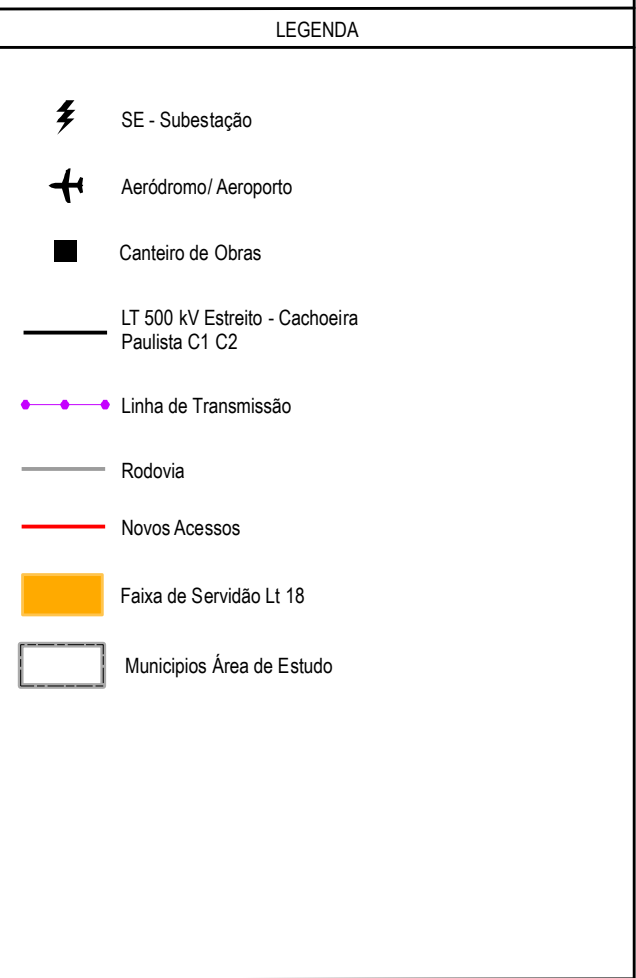 LEGENDA
SE - Subestação
Aeródromo/ Aeroporto
Canteiro de Obras
LT 500 kV Estreito - Cachoeira
Paulista C1 C2
Linha de Transmissão
Rodovia
Novos Acessos
Faixa de Servidão Lt 18
Municipios Área de Estudo